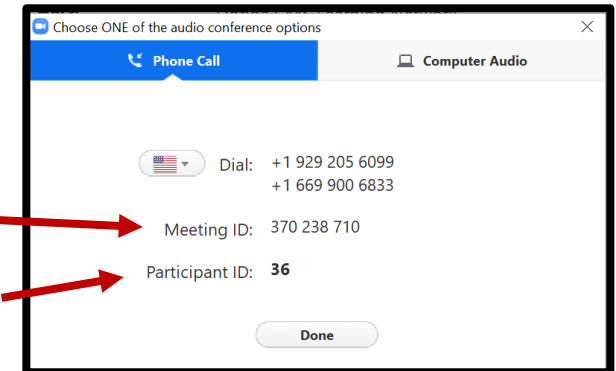 Choose ONE of the audio conference options
Phone Call
Computer Audio
Dial: +1 929 205 6099
+1 669 900 6833
Meeting ID: 370 238 710
Participant ID: 36
Done